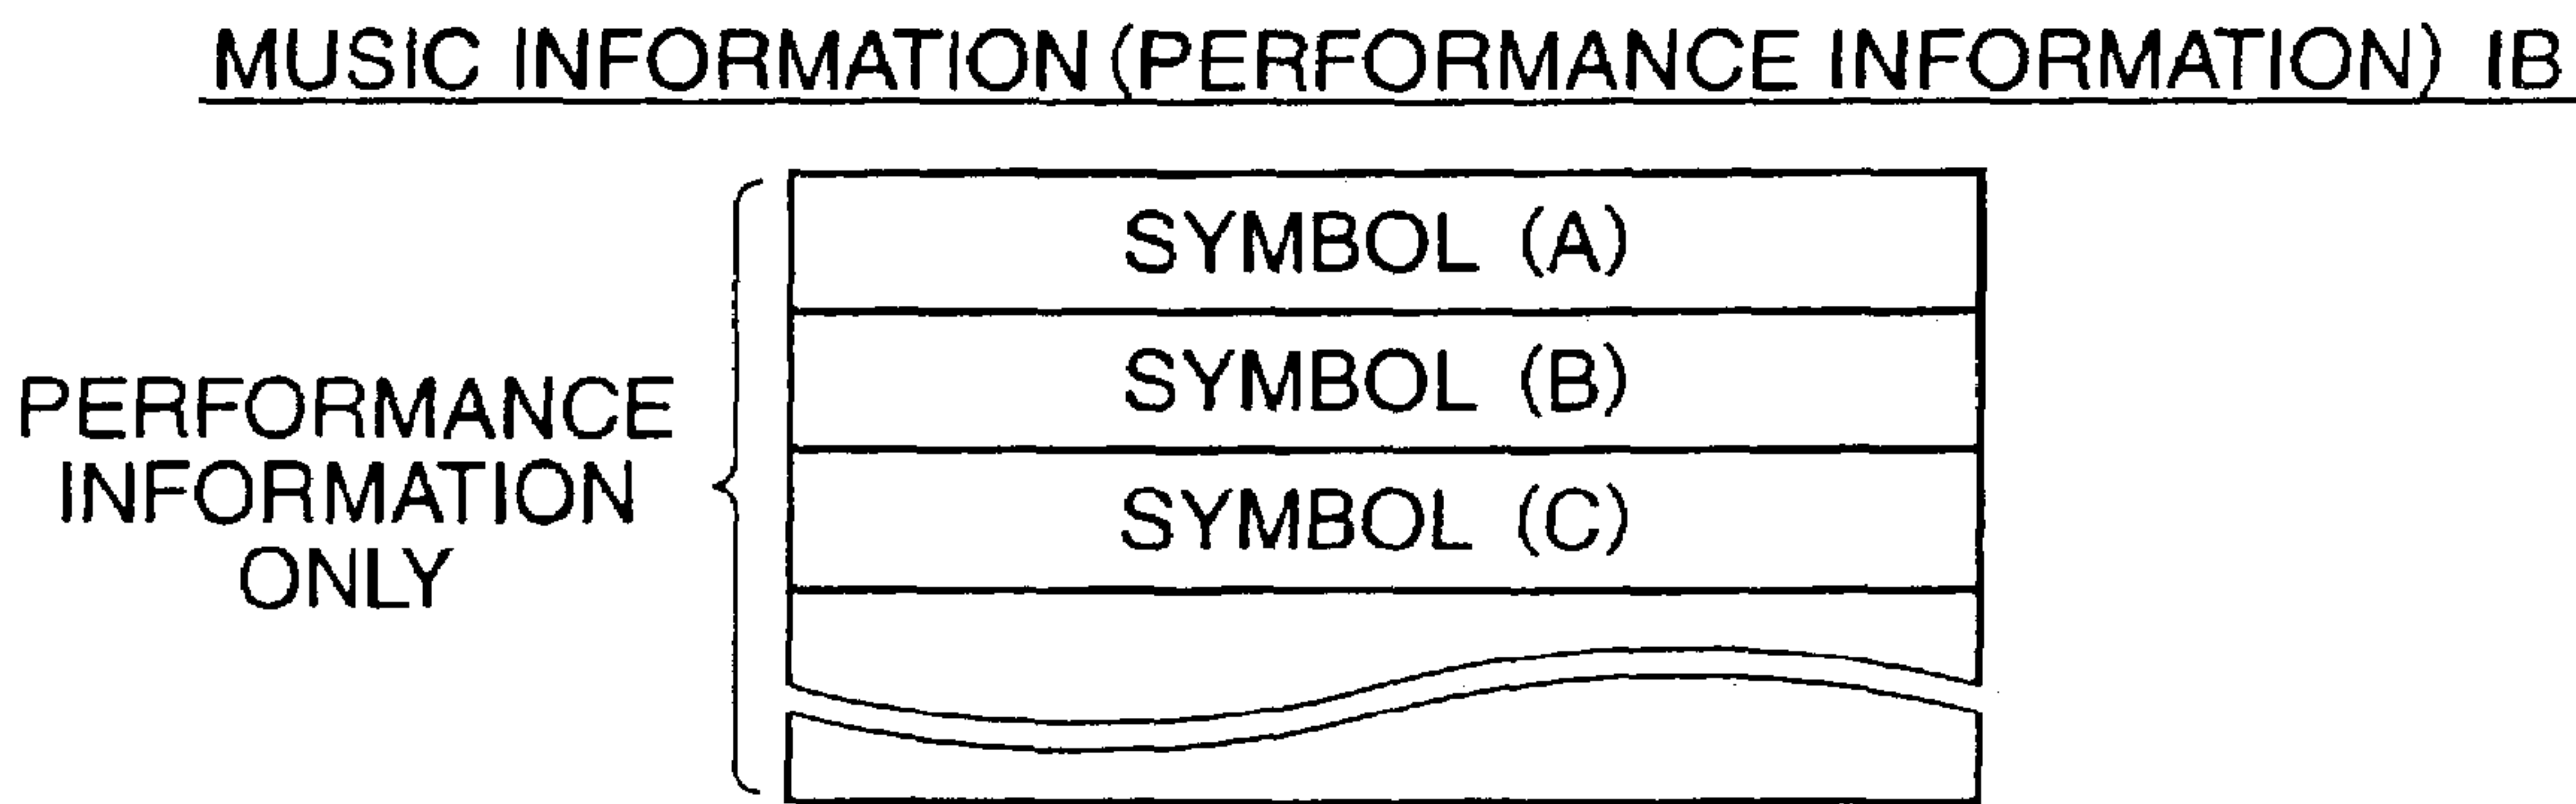 MUSIC INFORMATION (PERFORMANCE INFORMATION) IB
SYMBOL (A)
SYMBOL (B)
SYMBOL (C)
PERFORMANCE
INFORMATION
ONLY